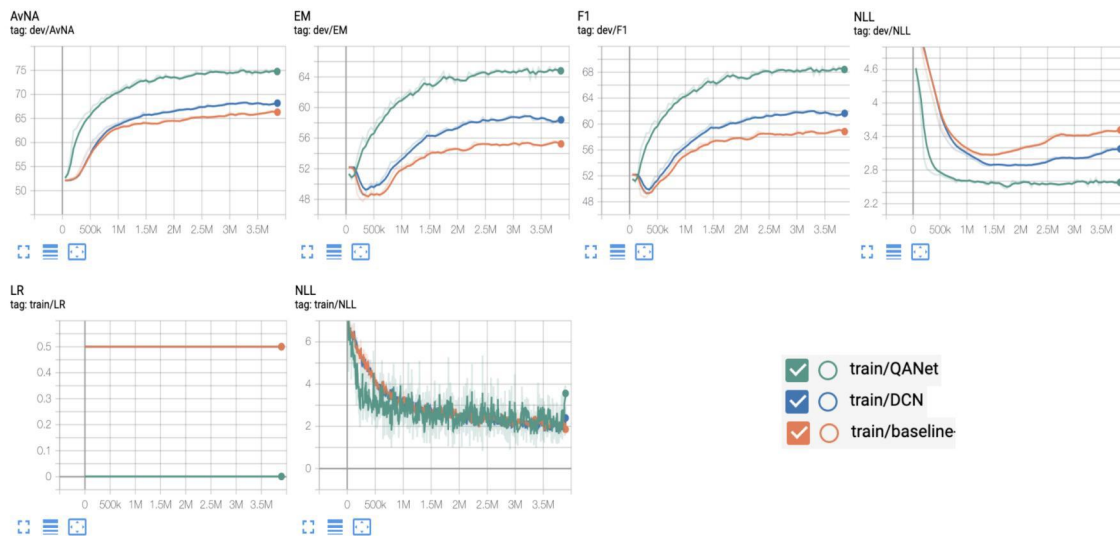 AvNA
tag: dev/AvNA
75
70
65
60
55
50
0 500k 1M 1.5M 2M 2.5M 3M 3.5M
EM
tag: dev/EM
64
60
56
52
48
0 500k 1M 1.5M 2M 2.5M 3M 3.5M
F1
tag: dev/F1
68
64
60
56
52
48
0 500k 1M 1.5M 2M 2.5M 3M 3.5M
NLL
tag: dev/NLL
4.6
4
3.4
2.8
2.2
0 500k 1M 1.5M 2M 2.5M 3M 3.5M
LR
tag: train/LR
0.5
0.4
0.3
0.2
0.1
0
0 500k 1M 1.5M 2M 2.5M 3M 3.5M
NLL
tag: train/NLL
6
4
2
0
0 500k 1M 1.5M 2M 2.5M 3M 3.5M
train/QANet
train/DCN
train/baseline